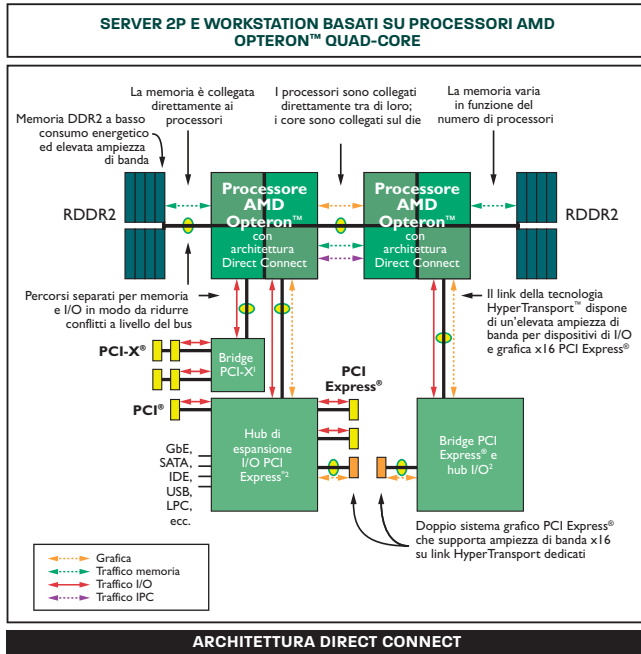 SERVER 2P E WORKSTATION BASATI SU PROCESSORI AMD
OPTERON™ QUAD-CORE
La memoria è collegata
direttamente ai
processori
I processori sono collegati
direttamente tra di loro;
i core sono collegati sul die
La memoria varia
in funzione del
numero di processori
Memoria DDR2 a basso
consumo energetico
ed elevata ampiezza
di banda
RDDR2
Processore
AMD
Opteron™
con
architettura
Direct Connect
Processore
AMD
Opteron™
con
architettura
Direct Connect
RDDR2
Percorsi separati per memoria
e I/O in modo da ridurre
conflitti a livello del bus
Il link della tecnologia
HyperTransport™ dispone
di un'elevata ampiezza di
banda per dispositivi di I/O
e grafica x16 PCI Express®
PCI-X®
Bridge
PCI-X¹
PCI®
PCI
Express®
Hub di
espansione
I/O PCI
Express®²
Bridge PCI
Express® e
hub I/O²
GbE,
SATA,
IDE,
USB,
LPC,
ecc.
Doppio sistema grafico PCI Express®
che supporta ampiezza di banda x16
su link HyperTransport dedicati
Grafica
Traffico memoria
Traffico I/O
Traffico IPC
ARCHITETTURA DIRECT CONNECT